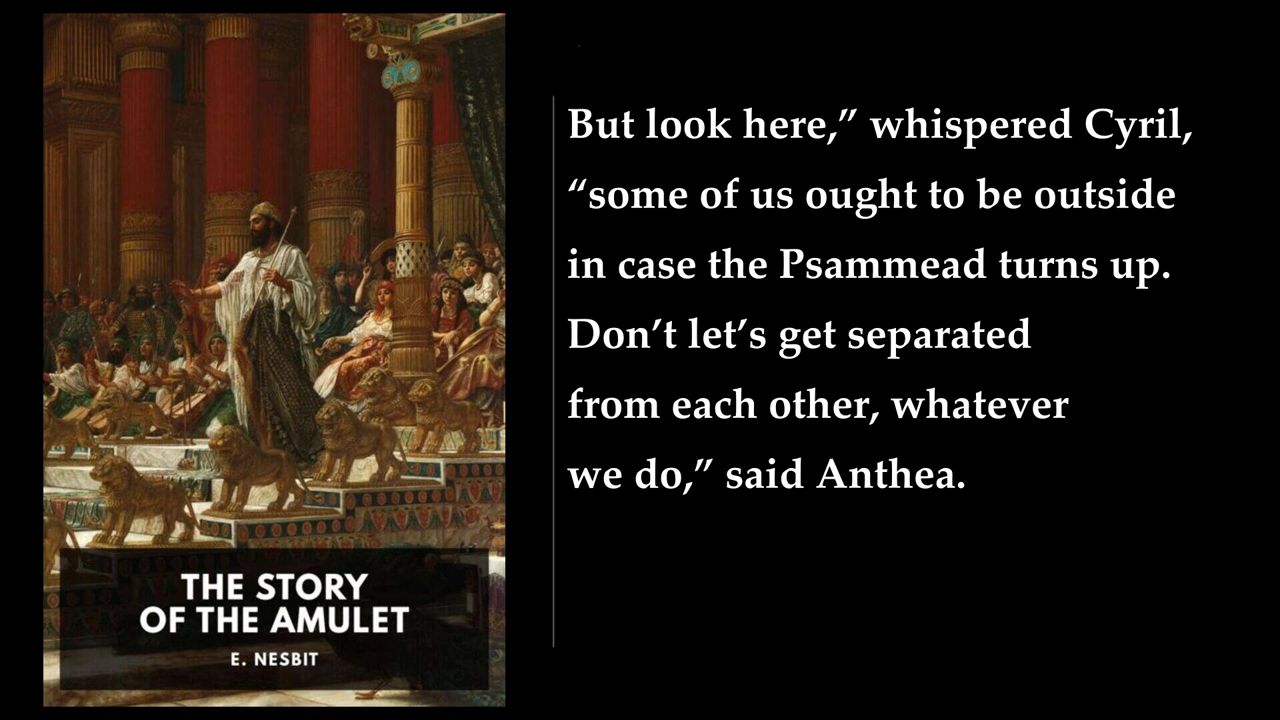 THE STORY
OF THE AMULET
E. NESBIT
But look here,” whispered Cyril,
“some of us ought to be outside
in case the Psammead turns up.
Don’t let’s get separated
from each other, whatever
we do,” said Anthea.